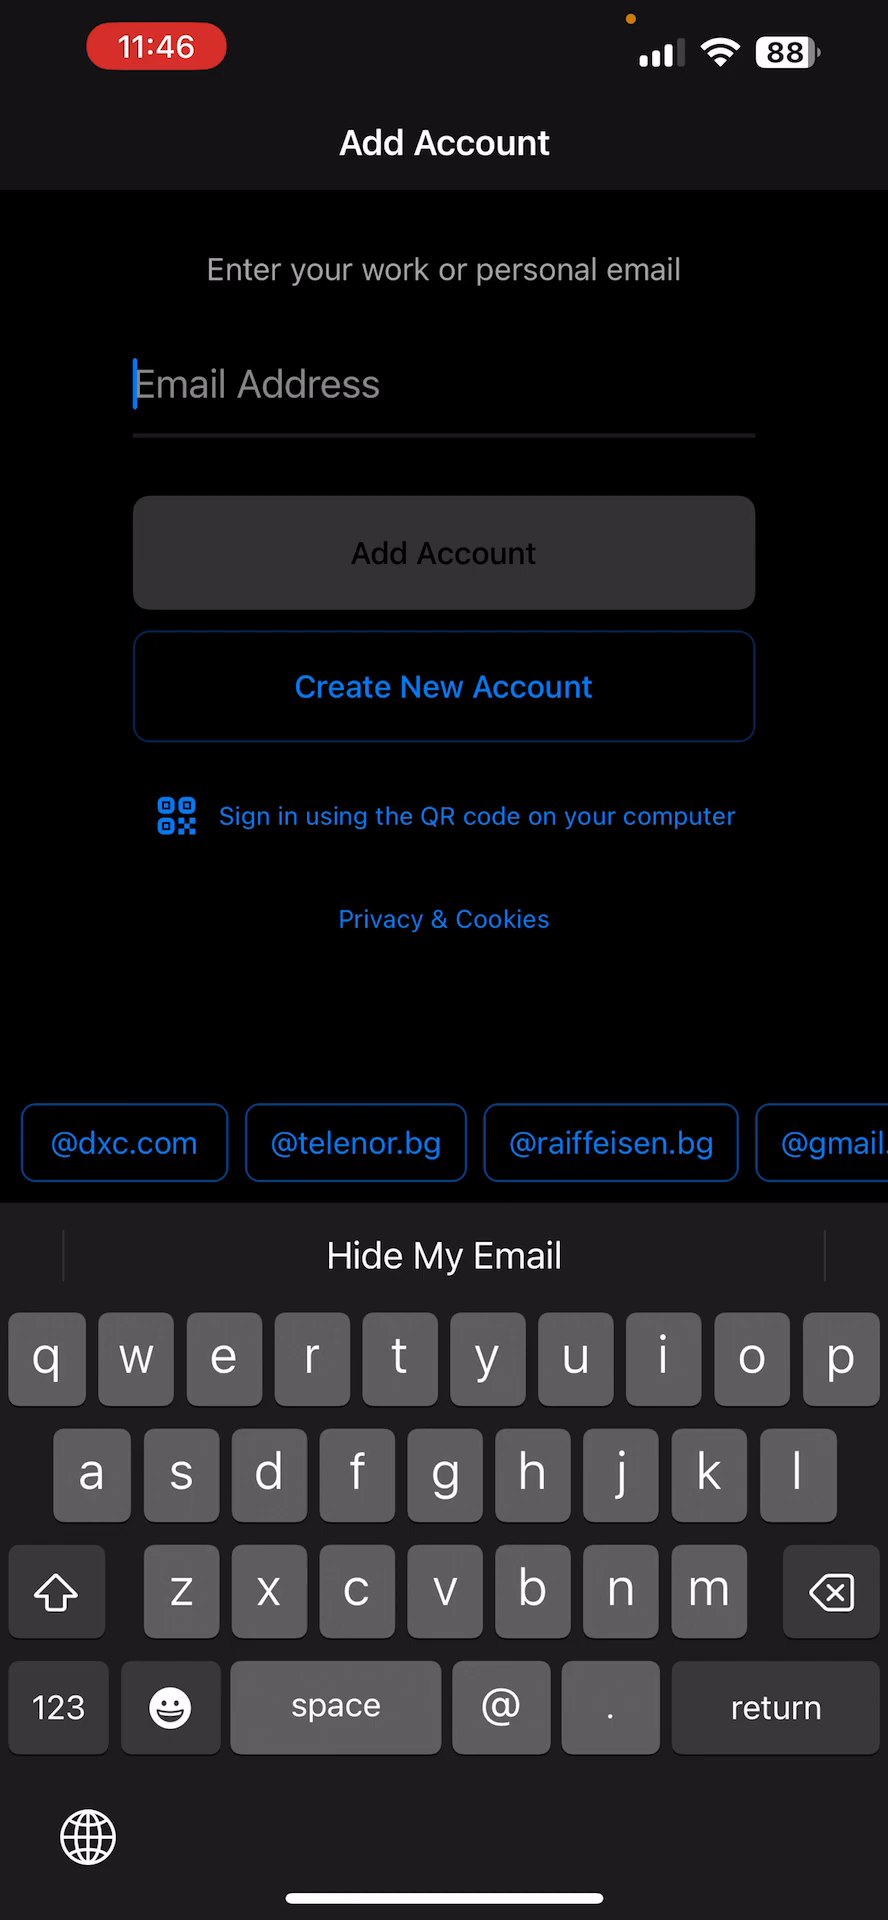 11:46
88
Add Account
Enter your work or personal email
Email Address
Add Account
Create New Account
Sign in using the QR code on your computer
Privacy & Cookies
@dxc.com @telenor.bg @raiffeisen.bg @gmail.
Hide My Email
q w e r t y u i o p
a s d f g h j k l
z x c v b n m
123 space @ . return